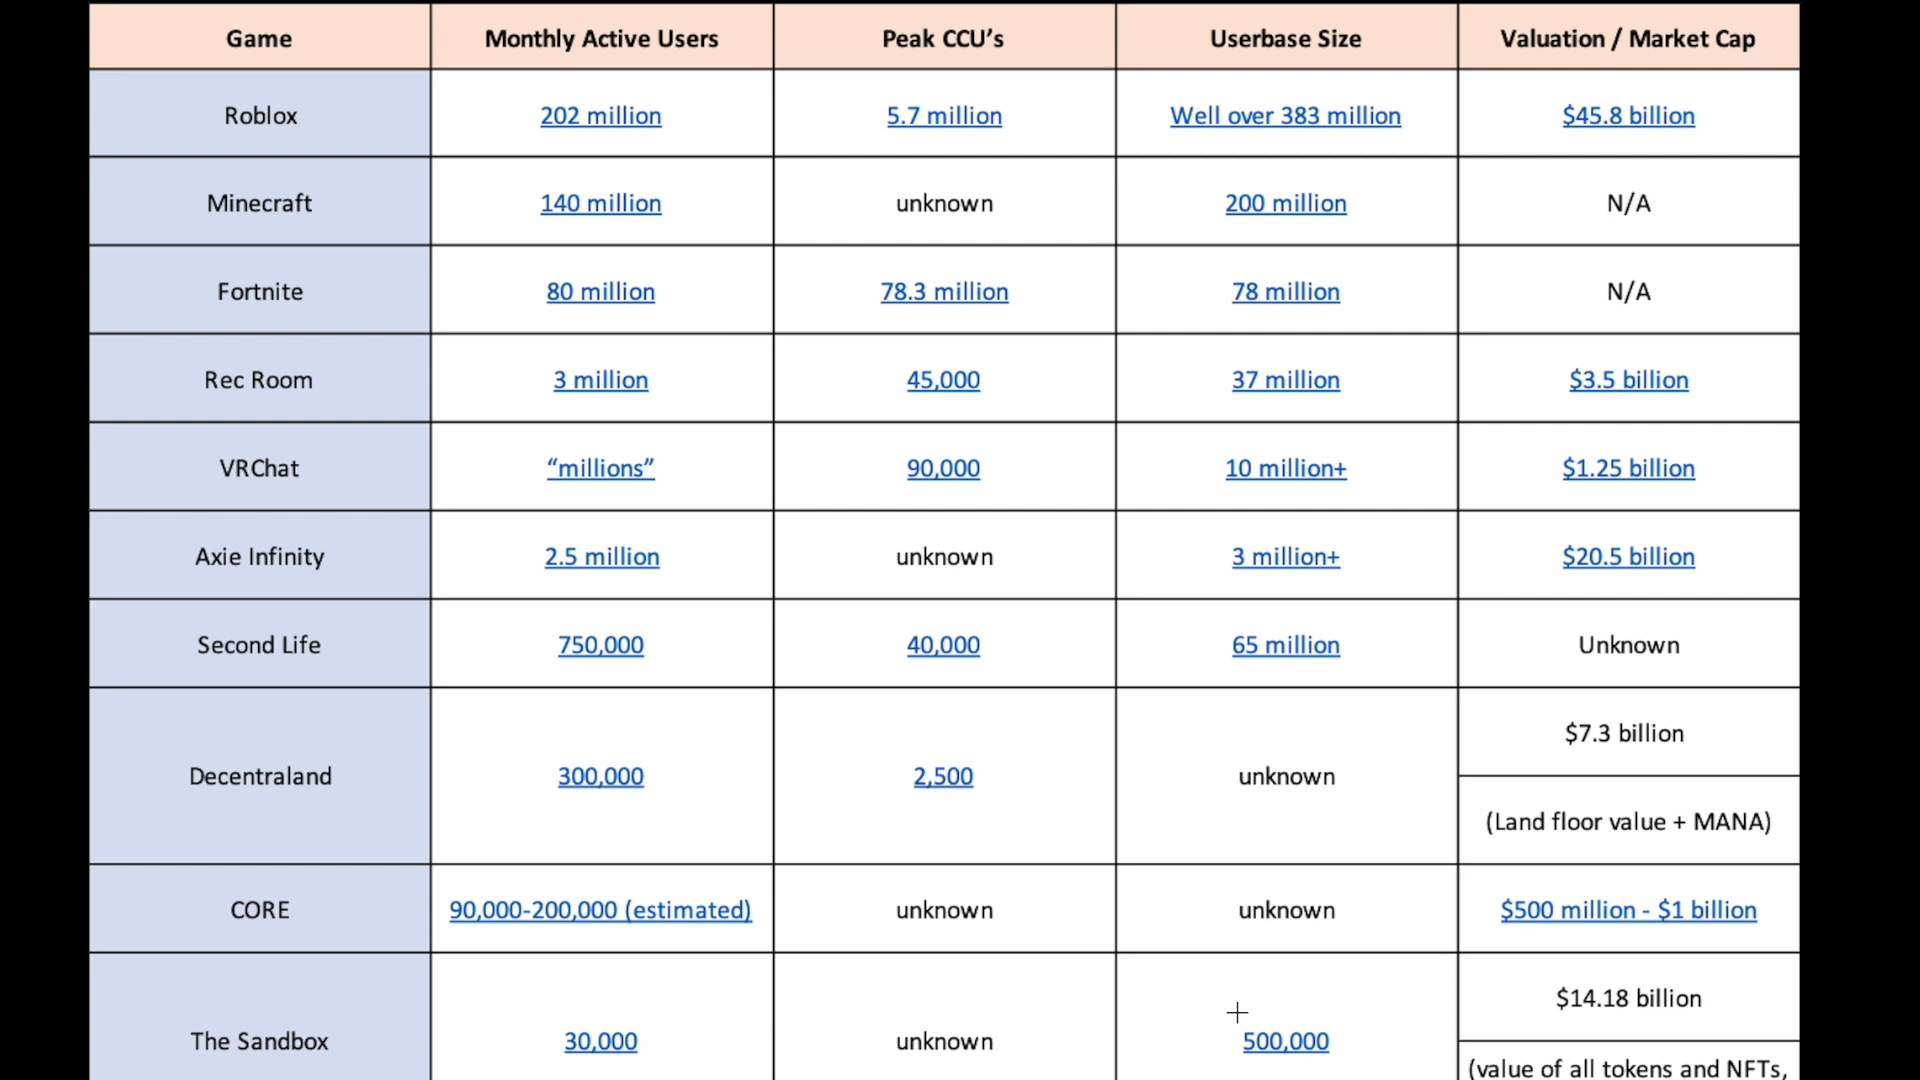 Game Monthly Active Users Peak CCU’s Userbase Size Valuation / Market Cap
Roblox 202 million 5.7 million Well over 383 million $45.8 billion
Minecraft 140 million unknown 200 million N/A
Fortnite 80 million 78.3 million 78 million N/A
Rec Room 3 million 45,000 37 million $3.5 billion
VRChat “millions” 90,000 10 million+ $1.25 billion
Axie Infinity 2.5 million unknown 3 million+ $20.5 billion
Second Life 750,000 40,000 65 million Unknown
$7.3 billion
Decentraland 300,000 2,500 unknown
(Land floor value + MANA)
CORE 90,000-200,000 (estimated) unknown unknown $500 million - $1 billion
$14.18 billion
The Sandbox 30,000 unknown 500,000
(value of all tokens and NFTs,